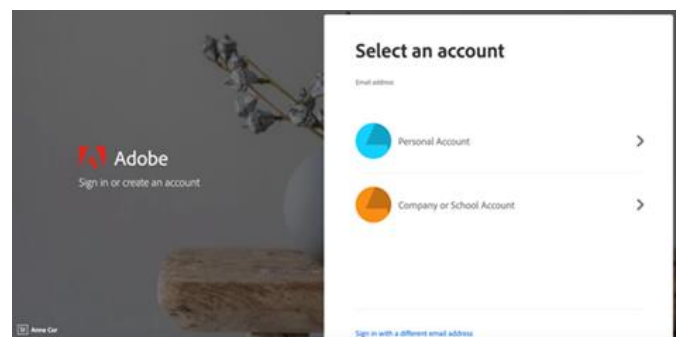 Adobe
Sign in or create an account
Select an account
Email address
Personal Account
Company or School Account
Sign in with a different email address
Tr Anne Cor